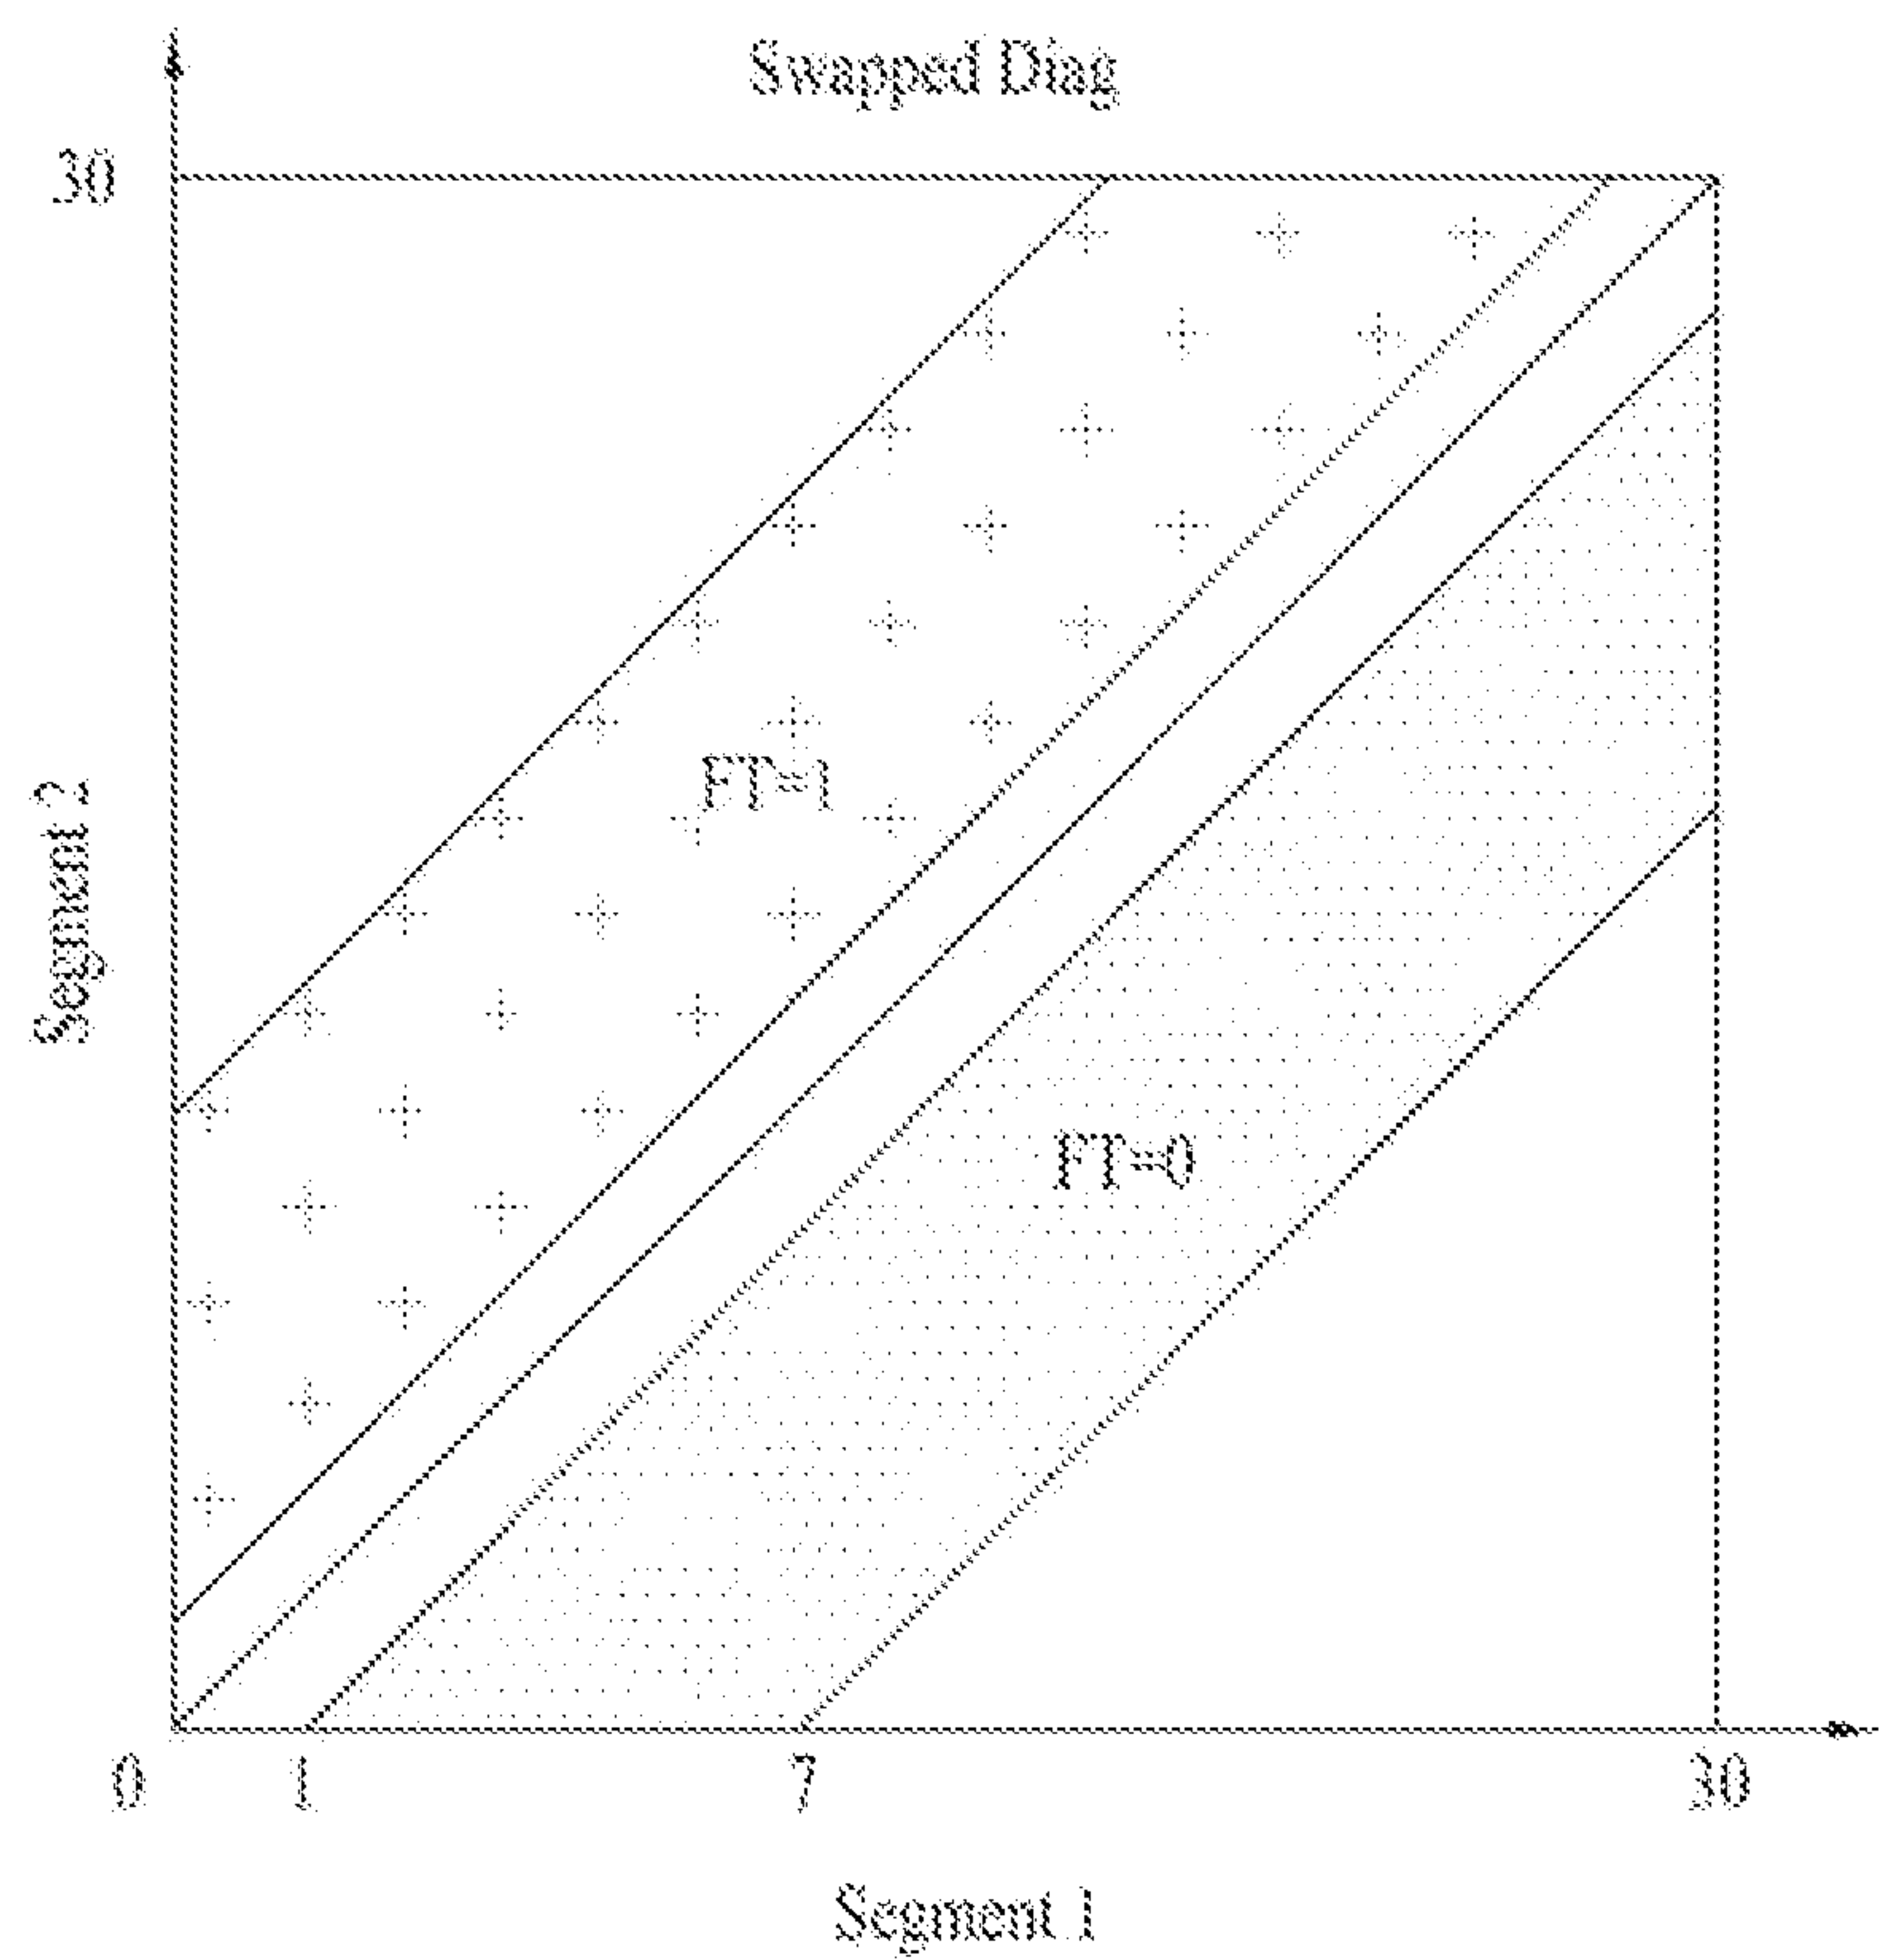 Swapped Diag
30
FT=1
Segment 2
FT=0
0 1 7 30
Segment 1